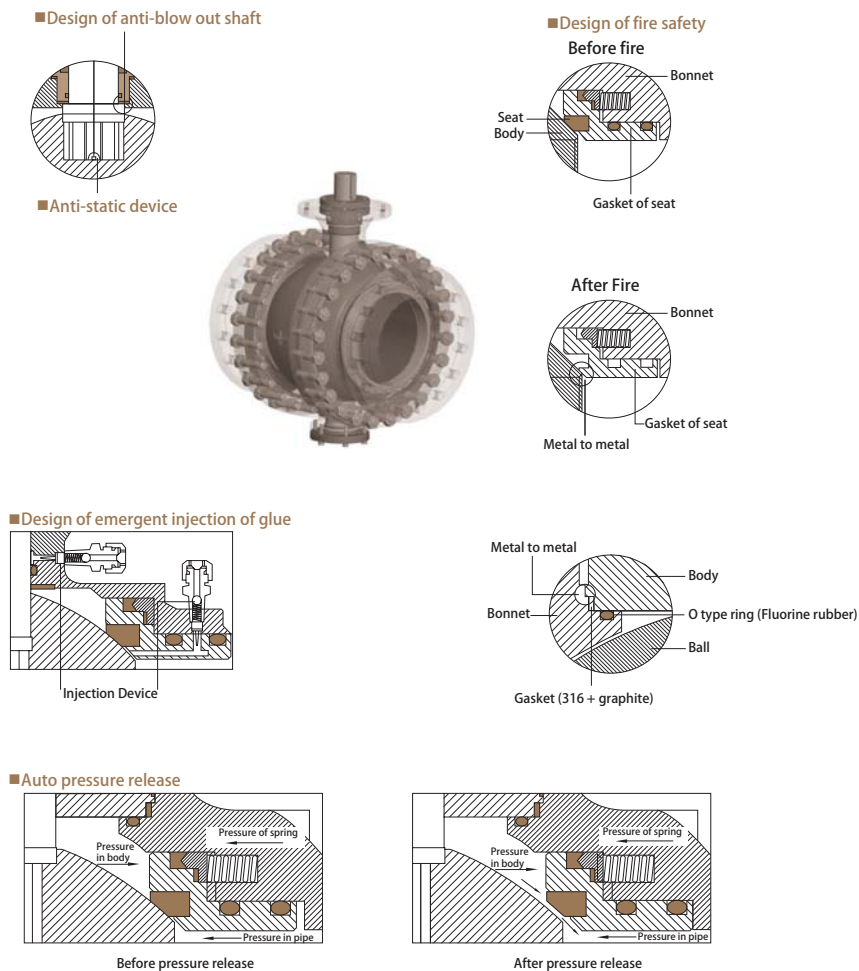 ■Design of anti-blow out shaft
■Anti-static device
■Design of fire safety
Before fire
Bonnet
Seat
Body
Gasket of seat
After Fire
Bonnet
Gasket of seat
Metal to metal
■Design of emergent injection of glue
Injection Device
Metal to metal
Body
Bonnet
O type ring (Fluorine rubber)
Ball
Gasket (316 + graphite)
■Auto pressure release
Pressure of spring
Pressure
in body
Pressure in pipe
Before pressure release
Pressure of spring
Pressure
in body
Pressure in pipe
After pressure release